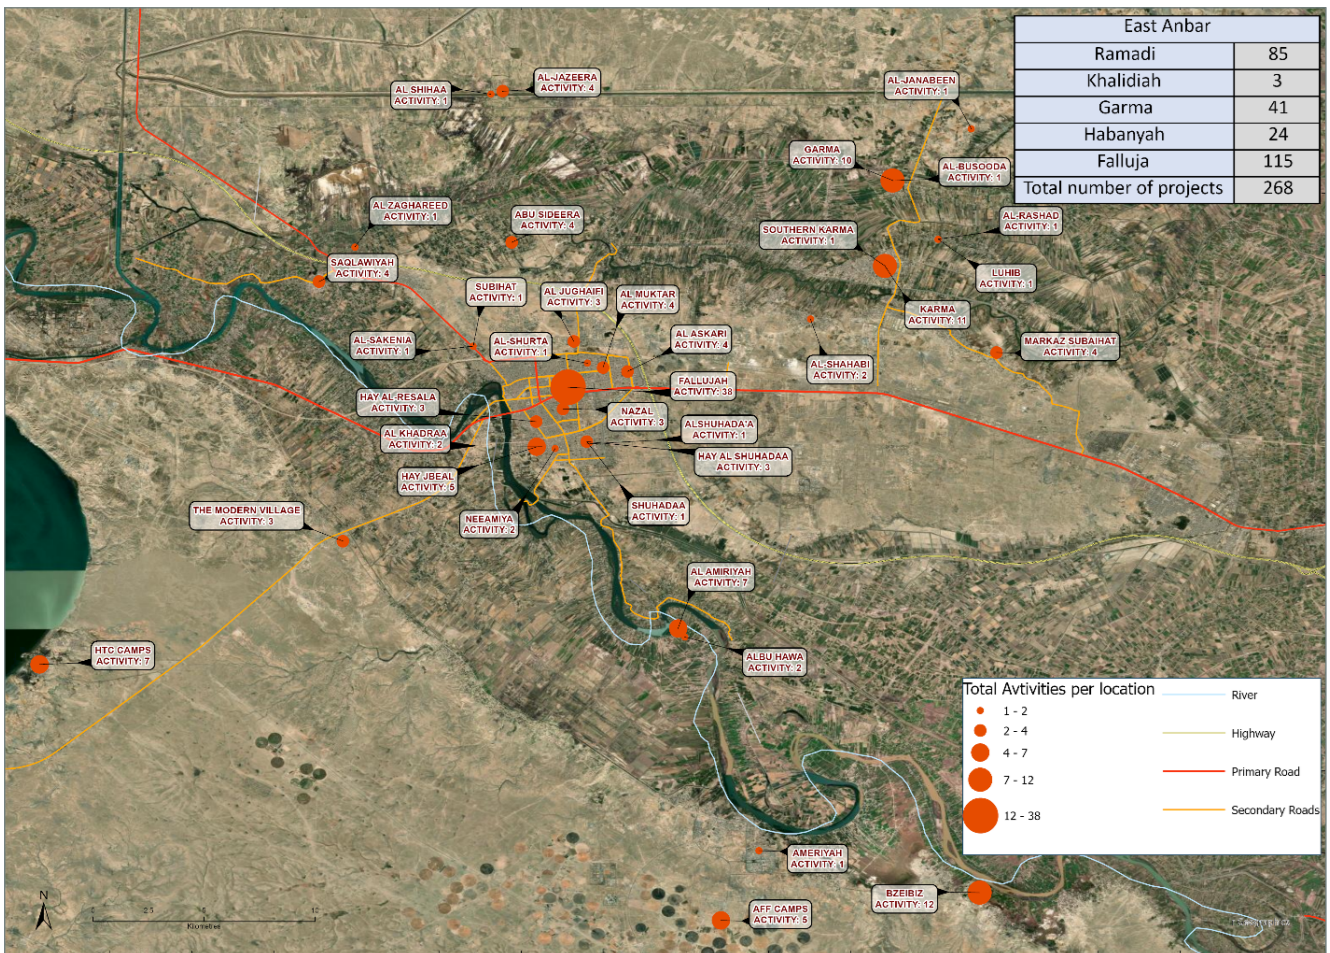 East Anbar
Ramadi 85
Khalidiah 3
Garma 41
Habanyah 24
Falluja 115
Total number of projects 268
AL SHIHAA
ACTIVITY: 1
AL-JAZEERA
ACTIVITY: 4
AL-JANABEEN
ACTIVITY: 1
GARMA
ACTIVITY: 10
AL-BUSOODA
ACTIVITY: 1
AL ZAGHAREED
ACTIVITY: 1
ABU SIDEERA
ACTIVITY: 4
SOUTHERN KARMA
ACTIVITY: 1
AL-RASHAD
ACTIVITY: 1
SAQLAWIYAH
ACTIVITY: 4
SUBIHAT
ACTIVITY: 1
AL JUGHAIFI
ACTIVITY: 3
AL MUKTAR
ACTIVITY: 4
LUHIB
ACTIVITY: 1
KARMA
ACTIVITY: 11
AL-SAKENIA
ACTIVITY: 1
AL-SHURTA
ACTIVITY: 1
AL ASKARI
ACTIVITY: 4
MARKAZ SUBAIHAT
ACTIVITY: 4
AL-SHAHABI
ACTIVITY: 2
FALLUJAH
ACTIVITY: 38
HAY AL-RESALA
ACTIVITY: 3
NAZAL
ACTIVITY: 3
ALSHUHADA'A
ACTIVITY: 1
AL KHADRAA
ACTIVITY: 2
HAY AL SHUHADAA
ACTIVITY: 3
HAY JBEAL
ACTIVITY: 5
THE MODERN VILLAGE
ACTIVITY: 3
NEEAMIYA
ACTIVITY: 2
SHUHADAA
ACTIVITY: 1
AL AMIRIYAH
ACTIVITY: 7
HTC CAMPS
ACTIVITY: 7
ALBU HAWA
ACTIVITY: 2
AMERIYAH
ACTIVITY: 1
BZEIBIZ
ACTIVITY: 12
AFF CAMPS
ACTIVITY: 5
Total Avtivities per location
1 - 2
2 - 4
4 - 7
7 - 12
12 - 38
River
Highway
Primary Road
Secondary Roads
N
12
Kilometers